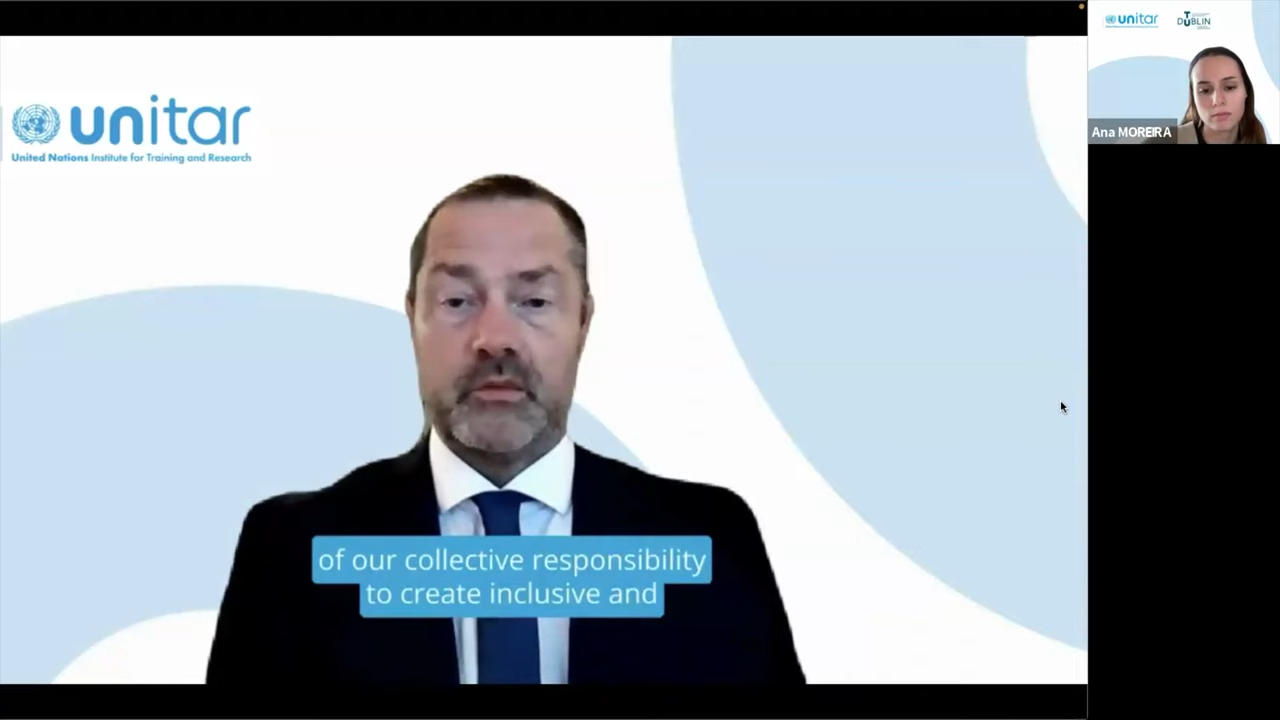 unitar
United Nations Institute for Training and Research
of our collective responsibility
to create inclusive and
unitar
DUBLIN
Ana MOREIRA